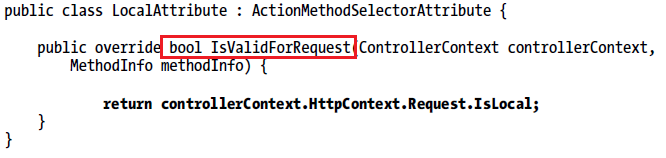 public class LocalAttribute : ActionMethodSelectorAttribute {
public override bool IsValidForRequest(ControllerContext controllerContext,
MethodInfo methodInfo) {
return controllerContext.HttpContext.Request.IsLocal;
}
}